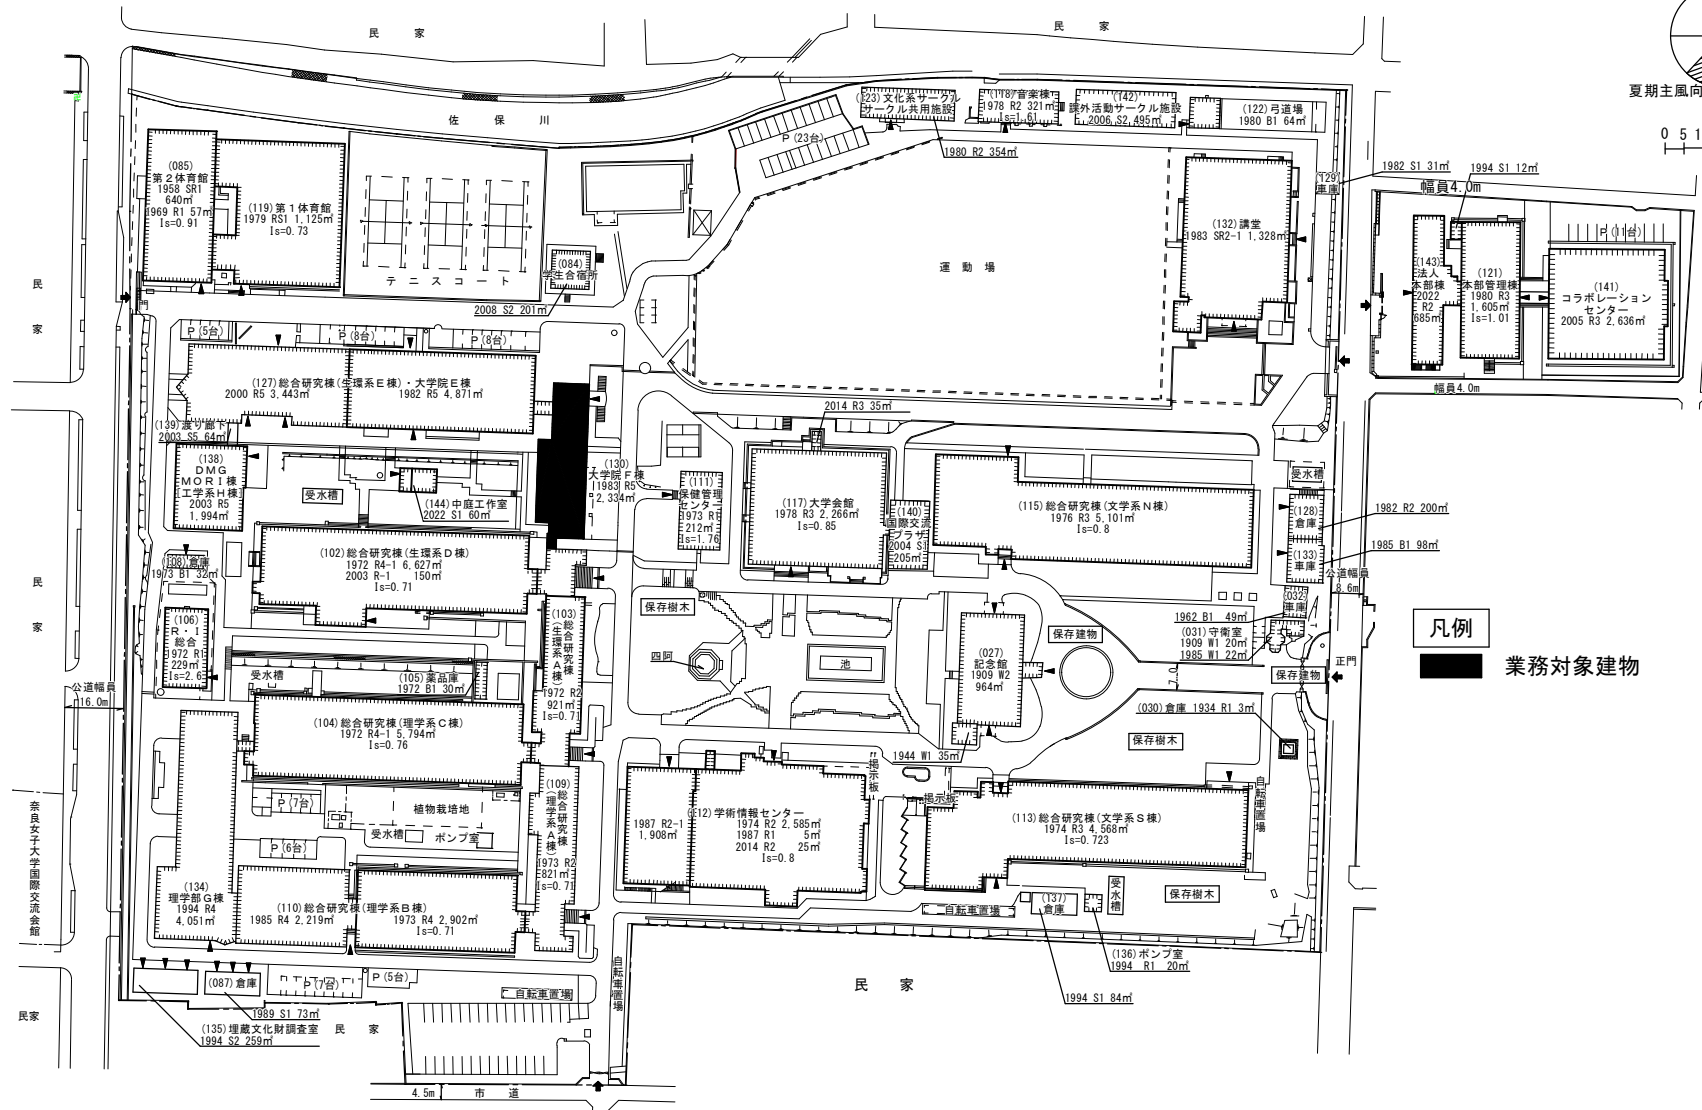 民　家
民　家
夏期主風向
0 5 1
佐　保　川
(085)
第２体育館
1958 SR1
640㎡
1969 R1 57㎡
Is=0.91
(119)第１体育館
1979 RS1 1,125㎡
Is=0.73
テニスコート
(084)
学生合宿所
2008 S2 201㎡
P (23台)
(123)文化系サークル
サークル共用施設
1980 R2 354㎡
(118)音楽棟
1978 R2 321㎡
Is=1.61
(142)
課外活動サークル施設
2006 S2 495㎡
(122)弓道場
1980 B1 64㎡
運　動　場
(132)講堂
1983 SR2-1 1,328㎡
(129)
車庫
1982 S1 31㎡
1994 S1 12㎡
幅員4.0m
P (11台)
(143)
法人
本部棟
2022
R2
685㎡
(121)
本部管理棟
1980 R3
1,605㎡
Is=1.01
(141)
コラボレーション
センター
2005 R3 2,636㎡
幅員4.0m
民
家
門
P (5台)
P (8台)
P (8台)
(127)総合研究棟(生環系Ｅ棟)・大学院Ｅ棟
2000 R5 3,443㎡
1982 R5 4,871㎡
(139)渡り廊下
2003 S5 64㎡
(138)
DMG
MORI棟
[工学系H棟]
2003 R5
1,994㎡
受水槽
(144)中庭工作室
2022 S1 60㎡
(130)
大学院Ｆ棟
1983 R5
2,334㎡
(111)
保健管理
センター
1973 R1
212㎡
Is=1.76
2014 R3 35㎡
(117)大学会館
1978 R3 2,266㎡
Is=0.85
(140)
国際交流
プラザ
2004 S1
205㎡
(115)総合研究棟(文学系Ｎ棟)
1976 R3 5,101㎡
Is=0.8
受水槽
(128)
倉庫
1982 R2 200㎡
(133)
車庫
1985 B1 98㎡
公道幅員
8.6m
(032)
車庫
1962 B1 49㎡
(031)守衛室
1909 W1 20㎡
1985 W1 22㎡
正門
保存建物
(102)総合研究棟(生環系Ｄ棟)
1972 R4-1 6,627㎡
2003 R-1 150㎡
Is=0.71
(108)倉庫
1973 B1 32㎡
(106)
R・I
総合
1972 R1
229㎡
Is=2.6
民
家
公道幅員
16.0m
(103)総合研究棟
(生環系Ａ棟)
1972 R2
921㎡
Is=0.71
保存樹木
四阿
池
(027)
記念館
1909 W2
964㎡
保存建物
7.0
1944 W1 35㎡
(030)倉庫 1934 R1 3㎡
保存樹木
受水槽
(105)薬品庫
1972 B1 30㎡
(104)総合研究棟(理学系Ｃ棟)
1972 R4-1 5,794㎡
Is=0.76
凡例
業務対象建物
P (7台)
植物栽培地
受水槽
ポンプ室
P (6台)
(109)総合研究棟
(理学系Ａ棟)
1973 R2
821㎡
Is=0.71
1987 R2-1
1,908㎡
(112)学術情報センター
1974 R2 2,585㎡
1987 R1 5㎡
2014 R2 25㎡
Is=0.8
掲示板
掲示板
(113)総合研究棟(文学系Ｓ棟)
1974 R3 4,568㎡
Is=0.723
自転車置場
奈良女子大学国際交流会館
(134)
理学部Ｇ棟
1994 R4
4,051㎡
(110)総合研究棟(理学系Ｂ棟)
1985 R4 2,219㎡
1973 R4 2,902㎡
Is=0.71
自転車置場
(137)
倉庫
受水槽
保存樹木
(136)ポンプ室
1994 R1 20㎡
1994 S1 84㎡
民家
(087)倉庫
P (7台)
P (5台)
自転車置場
自転車置場
民　家
1989 S1 73㎡
(135)埋蔵文化財調査室
1994 S2 259㎡
民　家
4.5m
市　道